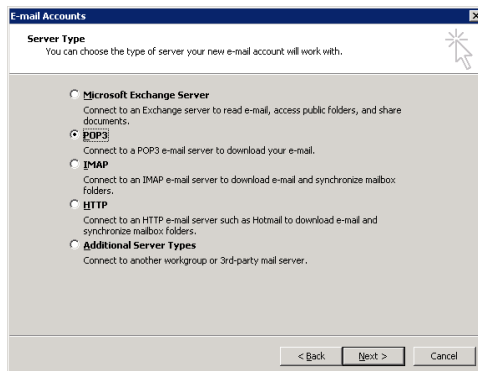 E-mail Accounts
Server Type
You can choose the type of server your new e-mail account will work with.
Microsoft Exchange Server
Connect to an Exchange server to read e-mail, access public folders, and share
documents.
POP3
Connect to a POP3 e-mail server to download your e-mail.
IMAP
Connect to an IMAP e-mail server to download e-mail and synchronize mailbox
folders.
HTTP
Connect to an HTTP e-mail server such as Hotmail to download e-mail and
synchronize mailbox folders.
Additional Server Types
Connect to another workgroup or 3rd-party mail server.
< Back Next > Cancel